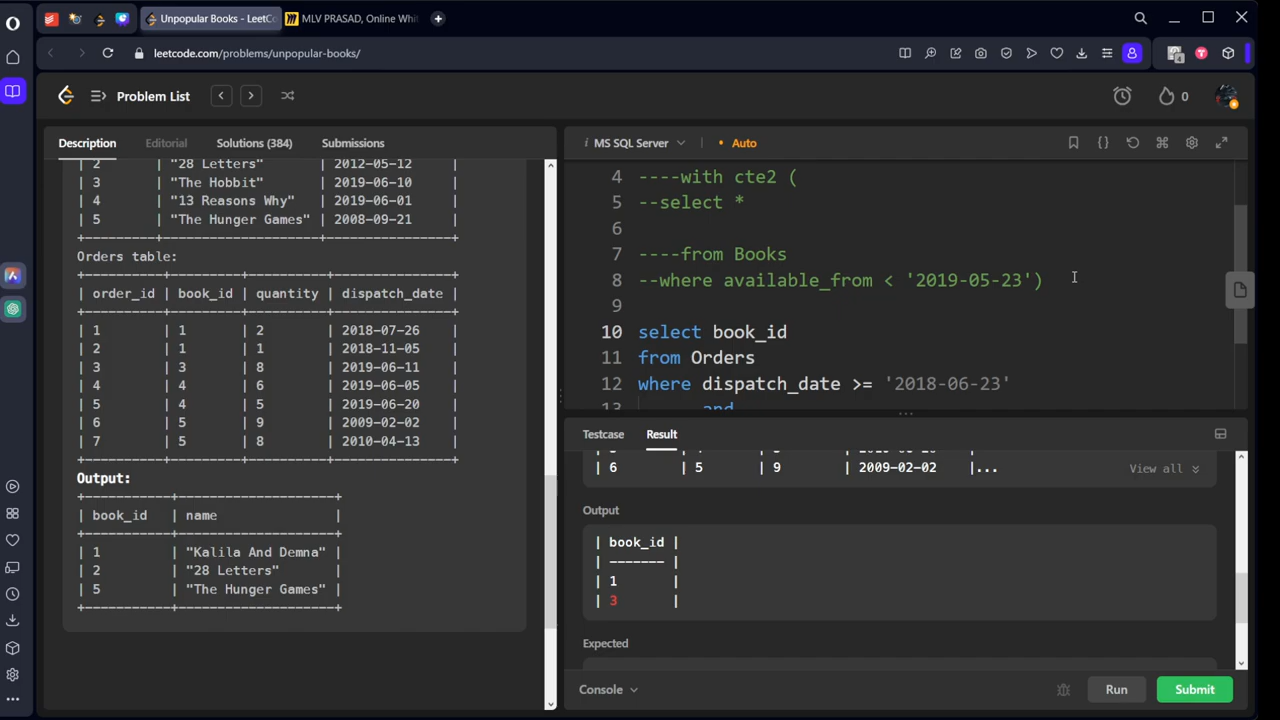 Unpopular Books - LeetC
MLV PRASAD, Online Whi
leetcode.com/problems/unpopular-books/
4
Problem List
0
Description
Editorial
Solutions (384)
Submissions
| 2 | "28 Letters" | 2012-05-12 |
| 3 | "The Hobbit" | 2019-06-10 |
| 4 | "13 Reasons Why" | 2019-06-01 |
| 5 | "The Hunger Games" | 2008-09-21 |
+---------+--------------------+----------------+
Orders table:
+----------+---------+----------+---------------+
| order_id | book_id | quantity | dispatch_date |
+----------+---------+----------+---------------+
| 1 | 1 | 2 | 2018-07-26 |
| 2 | 1 | 1 | 2018-11-05 |
| 3 | 3 | 8 | 2019-06-11 |
| 4 | 4 | 6 | 2019-06-05 |
| 5 | 4 | 5 | 2019-06-20 |
| 6 | 5 | 9 | 2009-02-02 |
| 7 | 5 | 8 | 2010-04-13 |
+----------+---------+----------+---------------+
Output:
+-----------+--------------------+
| book_id | name |
+-----------+--------------------+
| 1 | "Kalila And Demna" |
| 2 | "28 Letters" |
| 5 | "The Hunger Games" |
+-----------+--------------------+
i MS SQL Server
• Auto
4 ----with cte2 (
5 --select *
6
7 ----from Books
8 --where available_from < '2019-05-23')
9
10 select book_id
11 from Orders
12 where dispatch_date >= '2018-06-23'
13 and
Testcase
Result
| 6 | 5 | 9 | 2009-02-02 |...
View all
Output
| book_id |
| ------- |
| 1 |
| 3 |
Expected
Console
Run
Submit